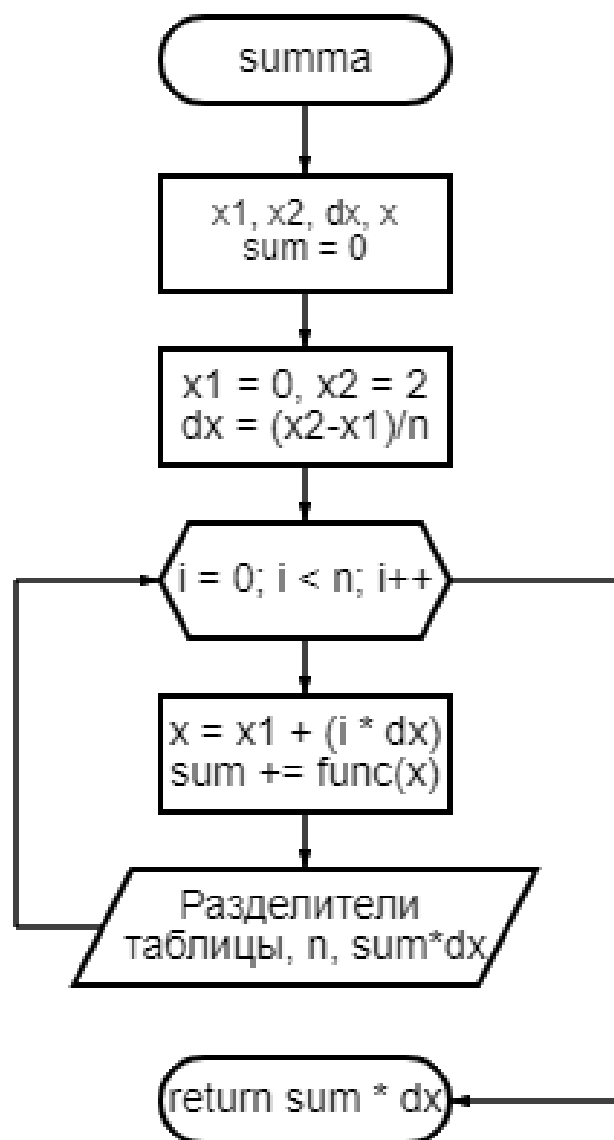 summa
x1, x2, dx, x
sum = 0
x1 = 0, x2 = 2
dx = (x2-x1)/n
i = 0; i < n; i++
x = x1 + (i * dx)
sum += func(x)
Разделители
таблицы, n, sum*dx
return sum * dx